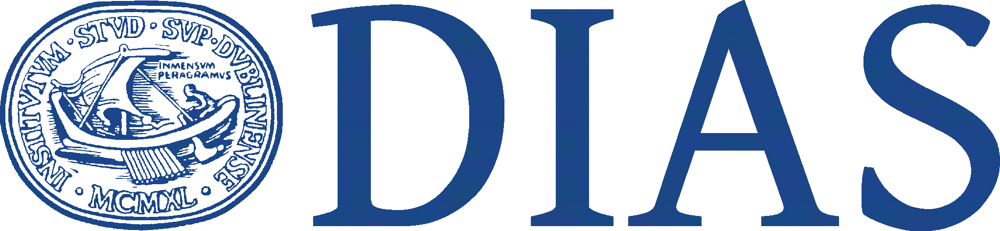 INSTITVTVM · STVD · SVP · DVBLINENSE
INMENSVM
PERAGRAMVS
· MCMXL ·
DIAS